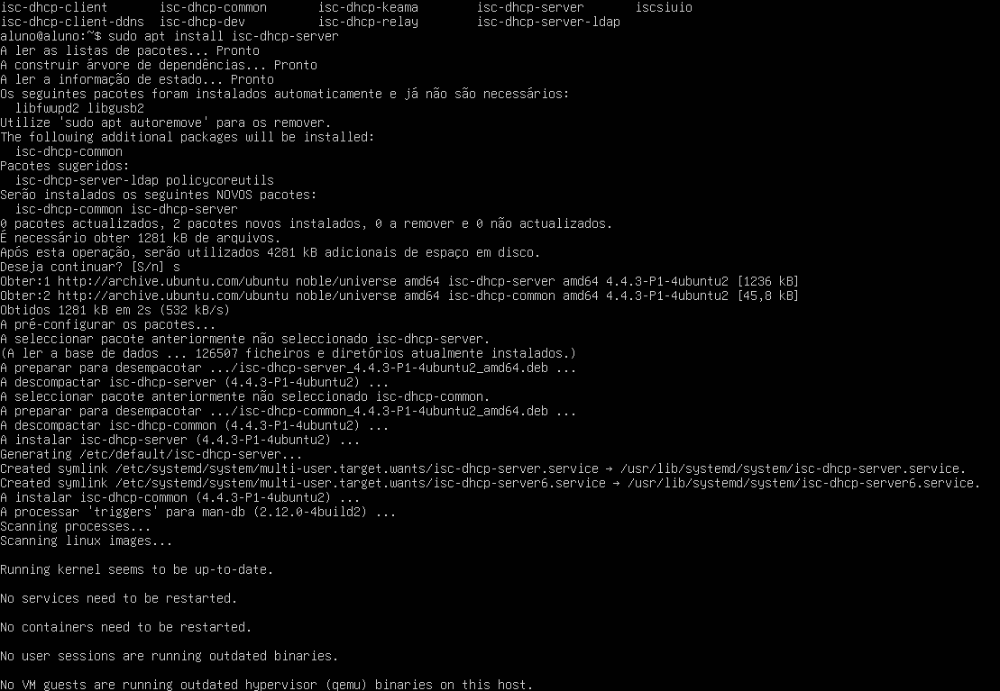 isc-dhcp-client isc-dhcp-common isc-dhcp-keama isc-dhcp-server iscsiuio
isc-dhcp-client-ddns isc-dhcp-dev isc-dhcp-relay isc-dhcp-server-ldap
aluno@aluno:~$ sudo apt install isc-dhcp-server
A ler as listas de pacotes... Pronto
A construir árvore de dependências... Pronto
A ler a informação de estado... Pronto
Os seguintes pacotes foram instalados automaticamente e já não são necessários:
libfwupd2 libgusb2
Utilize 'sudo apt autoremove' para os remover.
The following additional packages will be installed:
isc-dhcp-common
Pacotes sugeridos:
isc-dhcp-server-ldap policycoreutils
Serão instalados os seguintes NOVOS pacotes:
isc-dhcp-common isc-dhcp-server
0 pacotes actualizados, 2 pacotes novos instalados, 0 a remover e 0 não actualizados.
É necessário obter 1281 kB de arquivos.
Após esta operação, serão utilizados 4281 kB adicionais de espaço em disco.
Deseja continuar? [S/n] s
Obter:1 http://archive.ubuntu.com/ubuntu noble/universe amd64 isc-dhcp-server amd64 4.4.3-P1-4ubuntu2 [1236 kB]
Obter:2 http://archive.ubuntu.com/ubuntu noble/universe amd64 isc-dhcp-common amd64 4.4.3-P1-4ubuntu2 [45,8 kB]
Obtidos 1281 kB em 2s (532 kB/s)
A pré-configurar os pacotes...
A seleccionar pacote anteriormente não seleccionado isc-dhcp-server.
(A ler a base de dados ... 126507 ficheiros e diretórios atualmente instalados.)
A preparar para desempacotar .../isc-dhcp-server_4.4.3-P1-4ubuntu2_amd64.deb ...
A descompactar isc-dhcp-server (4.4.3-P1-4ubuntu2) ...
A seleccionar pacote anteriormente não seleccionado isc-dhcp-common.
A preparar para desempacotar .../isc-dhcp-common_4.4.3-P1-4ubuntu2_amd64.deb ...
A descompactar isc-dhcp-common (4.4.3-P1-4ubuntu2) ...
A instalar isc-dhcp-server (4.4.3-P1-4ubuntu2) ...
Generating /etc/default/isc-dhcp-server...
Created symlink /etc/systemd/system/multi-user.target.wants/isc-dhcp-server.service → /usr/lib/systemd/system/isc-dhcp-server.service.
Created symlink /etc/systemd/system/multi-user.target.wants/isc-dhcp-server6.service → /usr/lib/systemd/system/isc-dhcp-server6.service.
A instalar isc-dhcp-common (4.4.3-P1-4ubuntu2) ...
A processar 'triggers' para man-db (2.12.0-4build2) ...
Scanning processes...
Scanning linux images...
Running kernel seems to be up-to-date.
No services need to be restarted.
No containers need to be restarted.
No user sessions are running outdated binaries.
No VM guests are running outdated hypervisor (qemu) binaries on this host.